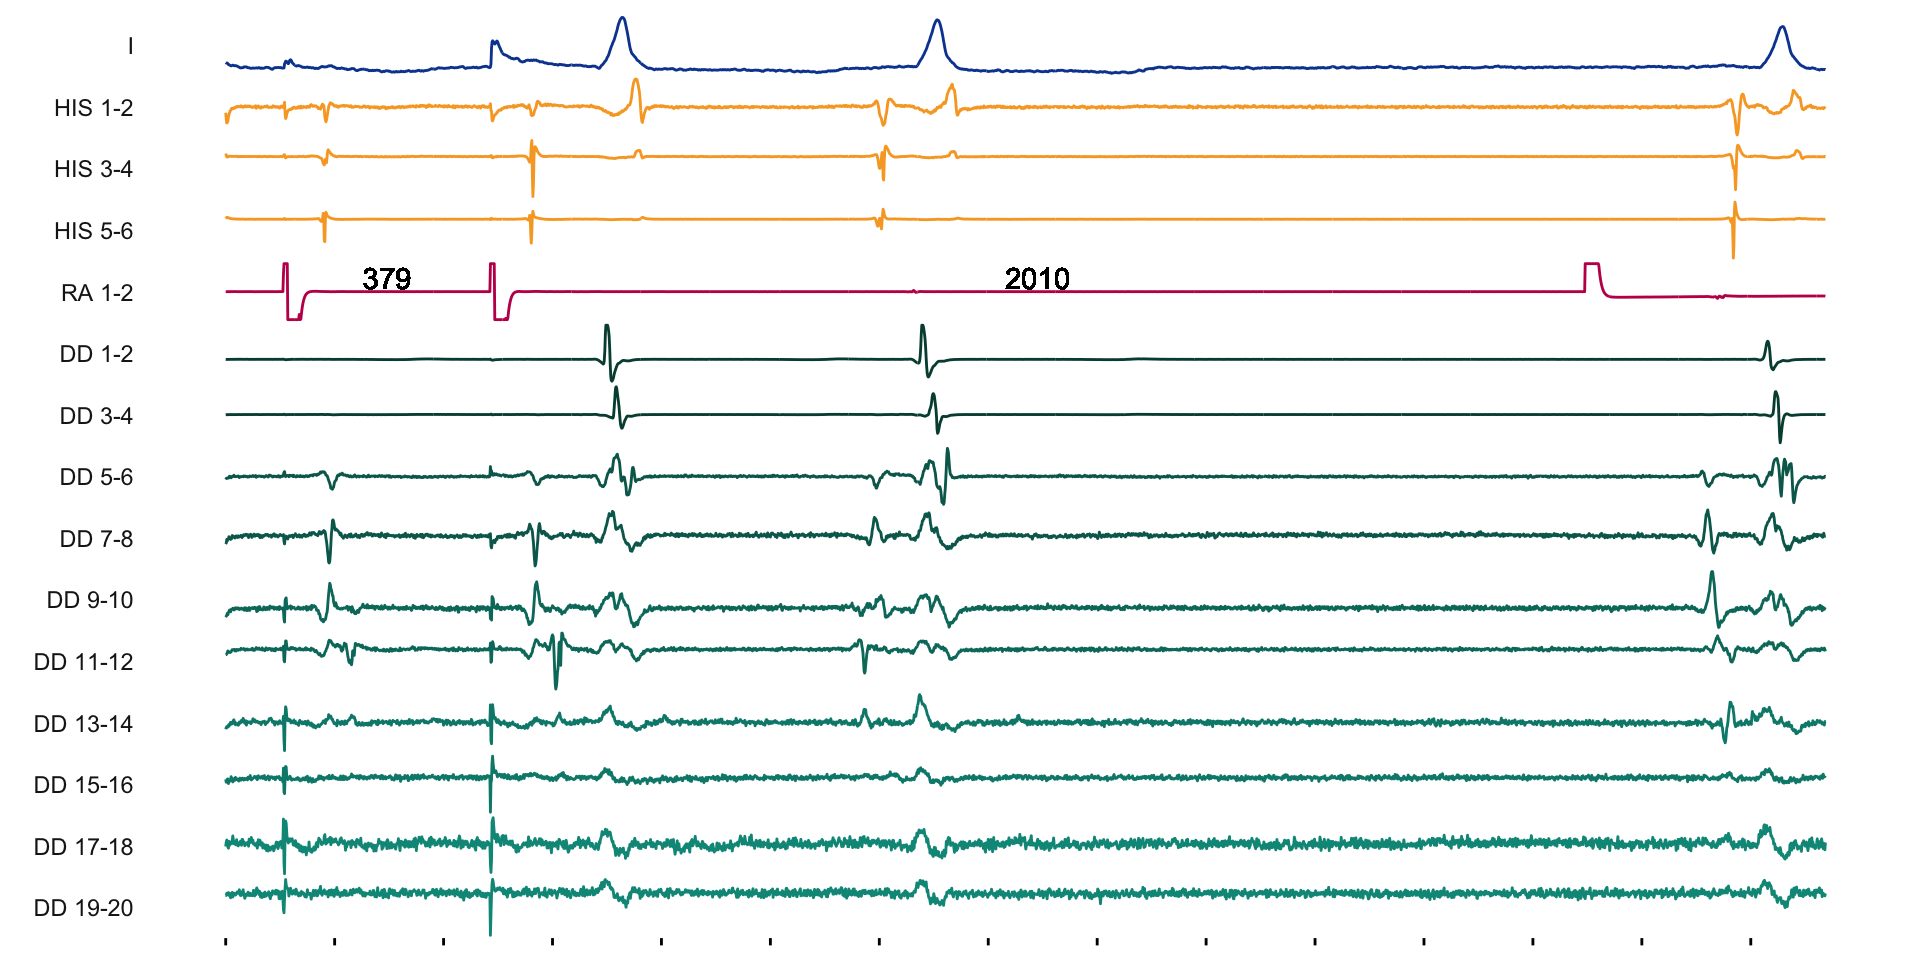 I
HIS 1-2
HIS 3-4
HIS 5-6
379
2010
RA 1-2
DD 1-2
DD 3-4
DD 5-6
DD 7-8
DD 9-10
DD 11-12
DD 13-14
DD 15-16
DD 17-18
DD 19-20